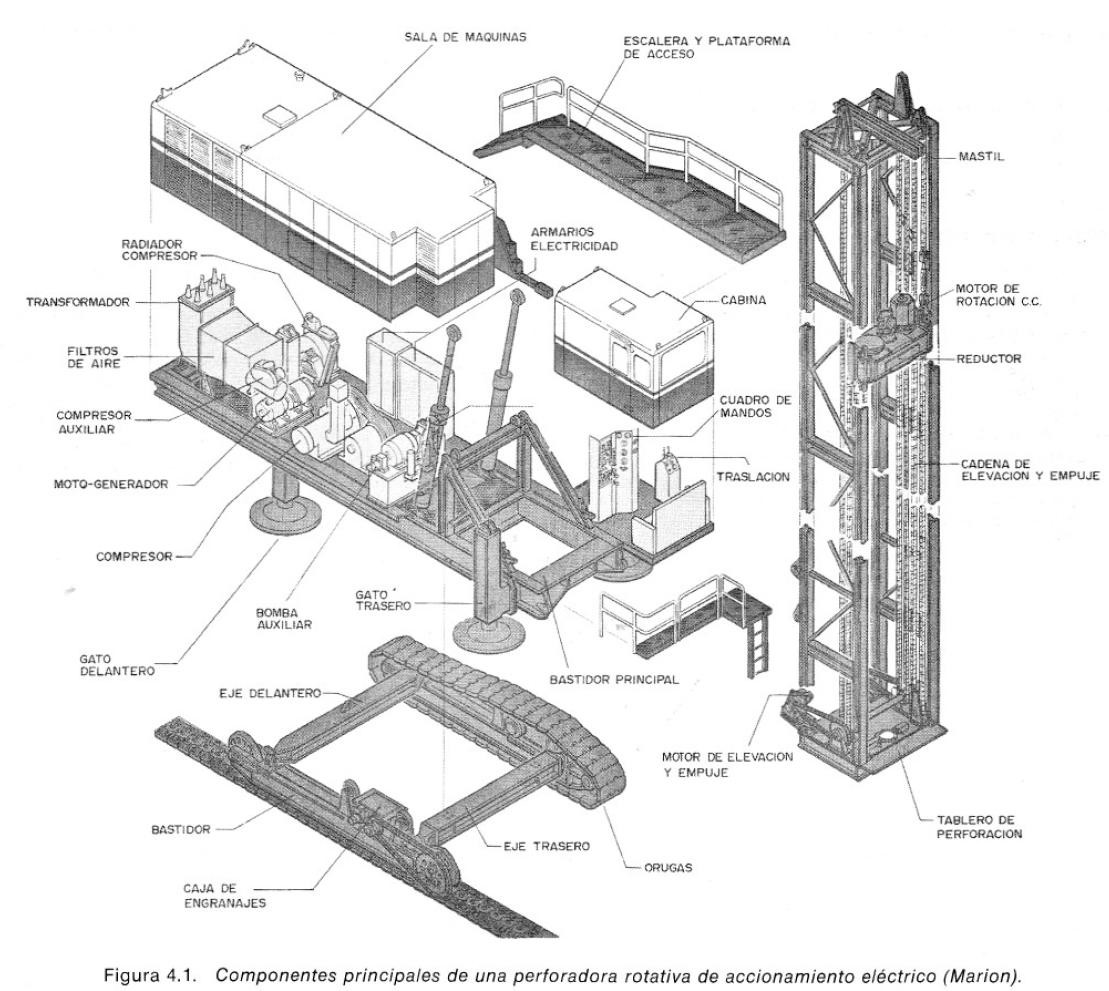 SALA DE MAQUINAS
ESCALERA Y PLATAFORMA
DE ACCESO
MASTIL
ARMARIOS
ELECTRICIDAD
RADIADOR
COMPRESOR
TRANSFORMADOR
CABINA
MOTOR DE
ROTACION C.C.
FILTROS
DE AIRE
REDUCTOR
COMPRESOR
AUXILIAR
CUADRO DE
MANDOS
MOTO-GENERADOR
TRASLACION
CADENA DE
ELEVACION Y EMPUJE
COMPRESOR
GATO
TRASERO
BOMBA
AUXILIAR
GATO
DELANTERO
BASTIDOR PRINCIPAL
EJE DELANTERO
MOTOR DE ELEVACION
Y EMPUJE
BASTIDOR
EJE TRASERO
TABLERO DE
PERFORACION
ORUGAS
CAJA DE
ENGRANAJES
Figura 4.1. Componentes principales de una perforadora rotativa de accionamiento eléctrico (Marion).